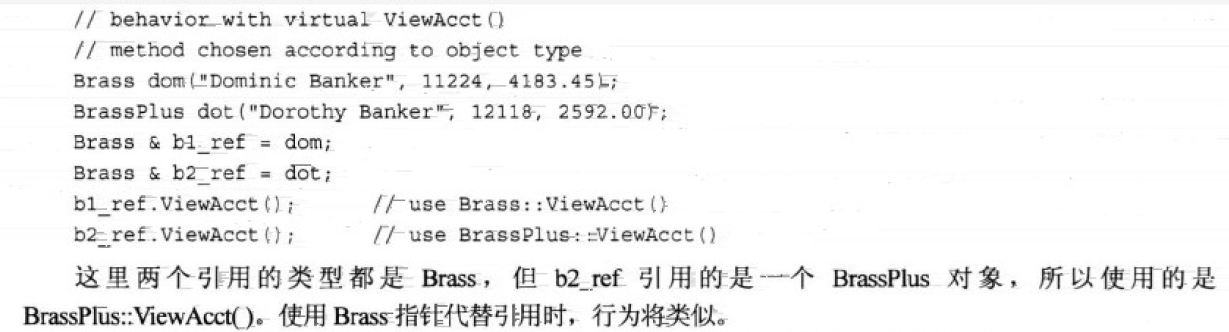 // behavior with virtual ViewAcct()
// method chosen according to object type
Brass dom("Dominic Banker", 11224, 4183.45);
BrassPlus dot("Dorothy Banker", 12118, 2592.00);
Brass & b1_ref = dom;
Brass & b2_ref = dot;
b1_ref.ViewAcct();        // use Brass::ViewAcct()
b2_ref.ViewAcct();        // use BrassPlus::ViewAcct()
这里两个引用的类型都是 Brass，但 b2_ref 引用的是一个 BrassPlus 对象，所以使用的是
BrassPlus::ViewAcct( )。使用 Brass 指针代替引用时，行为将类似。